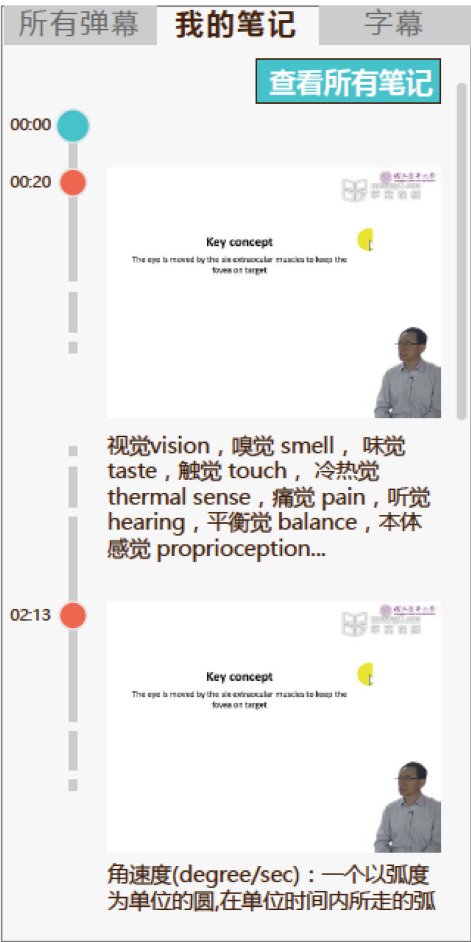 所有弹幕 我的笔记 字幕
查看所有笔记
00:00
00:20
Key concept
The eye is moved by the six extraocular muscles to keep the
fovea on target
视觉vision，嗅觉 smell， 味觉
taste，触觉 touch， 冷热觉
thermal sense，痛觉 pain，听觉
hearing，平衡觉 balance，本体
感觉 proprioception...
02:13
Key concept
The eye is moved by the six extraocular muscles to keep the
fovea on target
角速度(degree/sec)：一个以弧度
为单位的圆,在单位时间内所走的弧